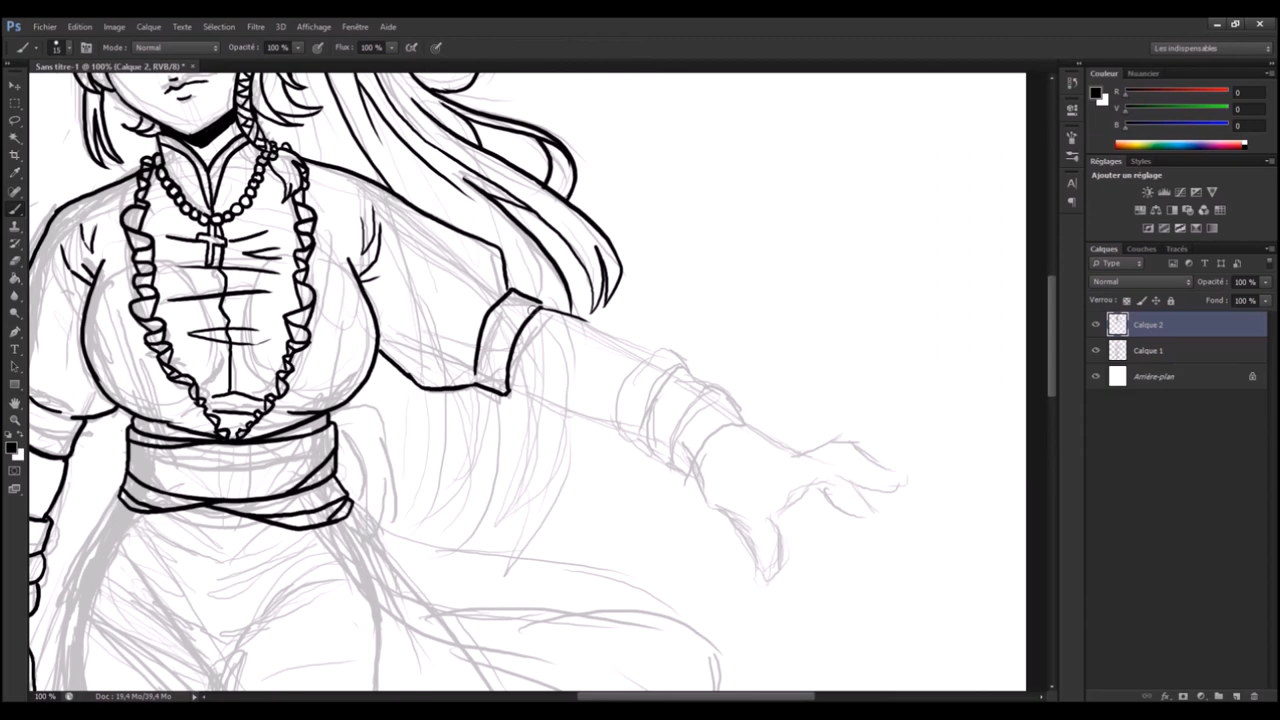 Ps Fichier Edition Image Calque Texte Sélection Filtre 3D Affichage Fenêtre Aide
15 Mode : Normal Opacité : 100 % Flux : 100 % Les indispensables
Sans titre-1 @ 100% (Calque 2, RVB/8) * ×
Couleur Nuancier
R 0
V 0
B 0
Réglages Styles
Ajouter un réglage
Calques Couches Tracés
Type
Normal Opacité : 100 %
Verrou : Fond : 100 %
Calque 2
Calque 1
Arrière-plan
100 % Doc : 19,4 Mo/39,4 Mo